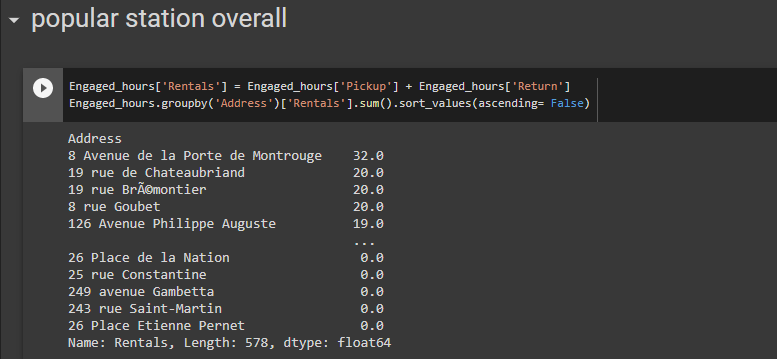 popular station overall
Engaged_hours['Rentals'] = Engaged_hours['Pickup'] + Engaged_hours['Return']
Engaged_hours.groupby('Address')['Rentals'].sum().sort_values(ascending= False)
Address
8 Avenue de la Porte de Montrouge    32.0
19 rue de Chateaubriand              20.0
19 rue BrÃ©montier                   20.0
8 rue Goubet                         20.0
126 Avenue Philippe Auguste          19.0
...
26 Place de la Nation                 0.0
25 rue Constantine                    0.0
249 avenue Gambetta                   0.0
243 rue Saint-Martin                  0.0
26 Place Etienne Pernet               0.0
Name: Rentals, Length: 578, dtype: float64